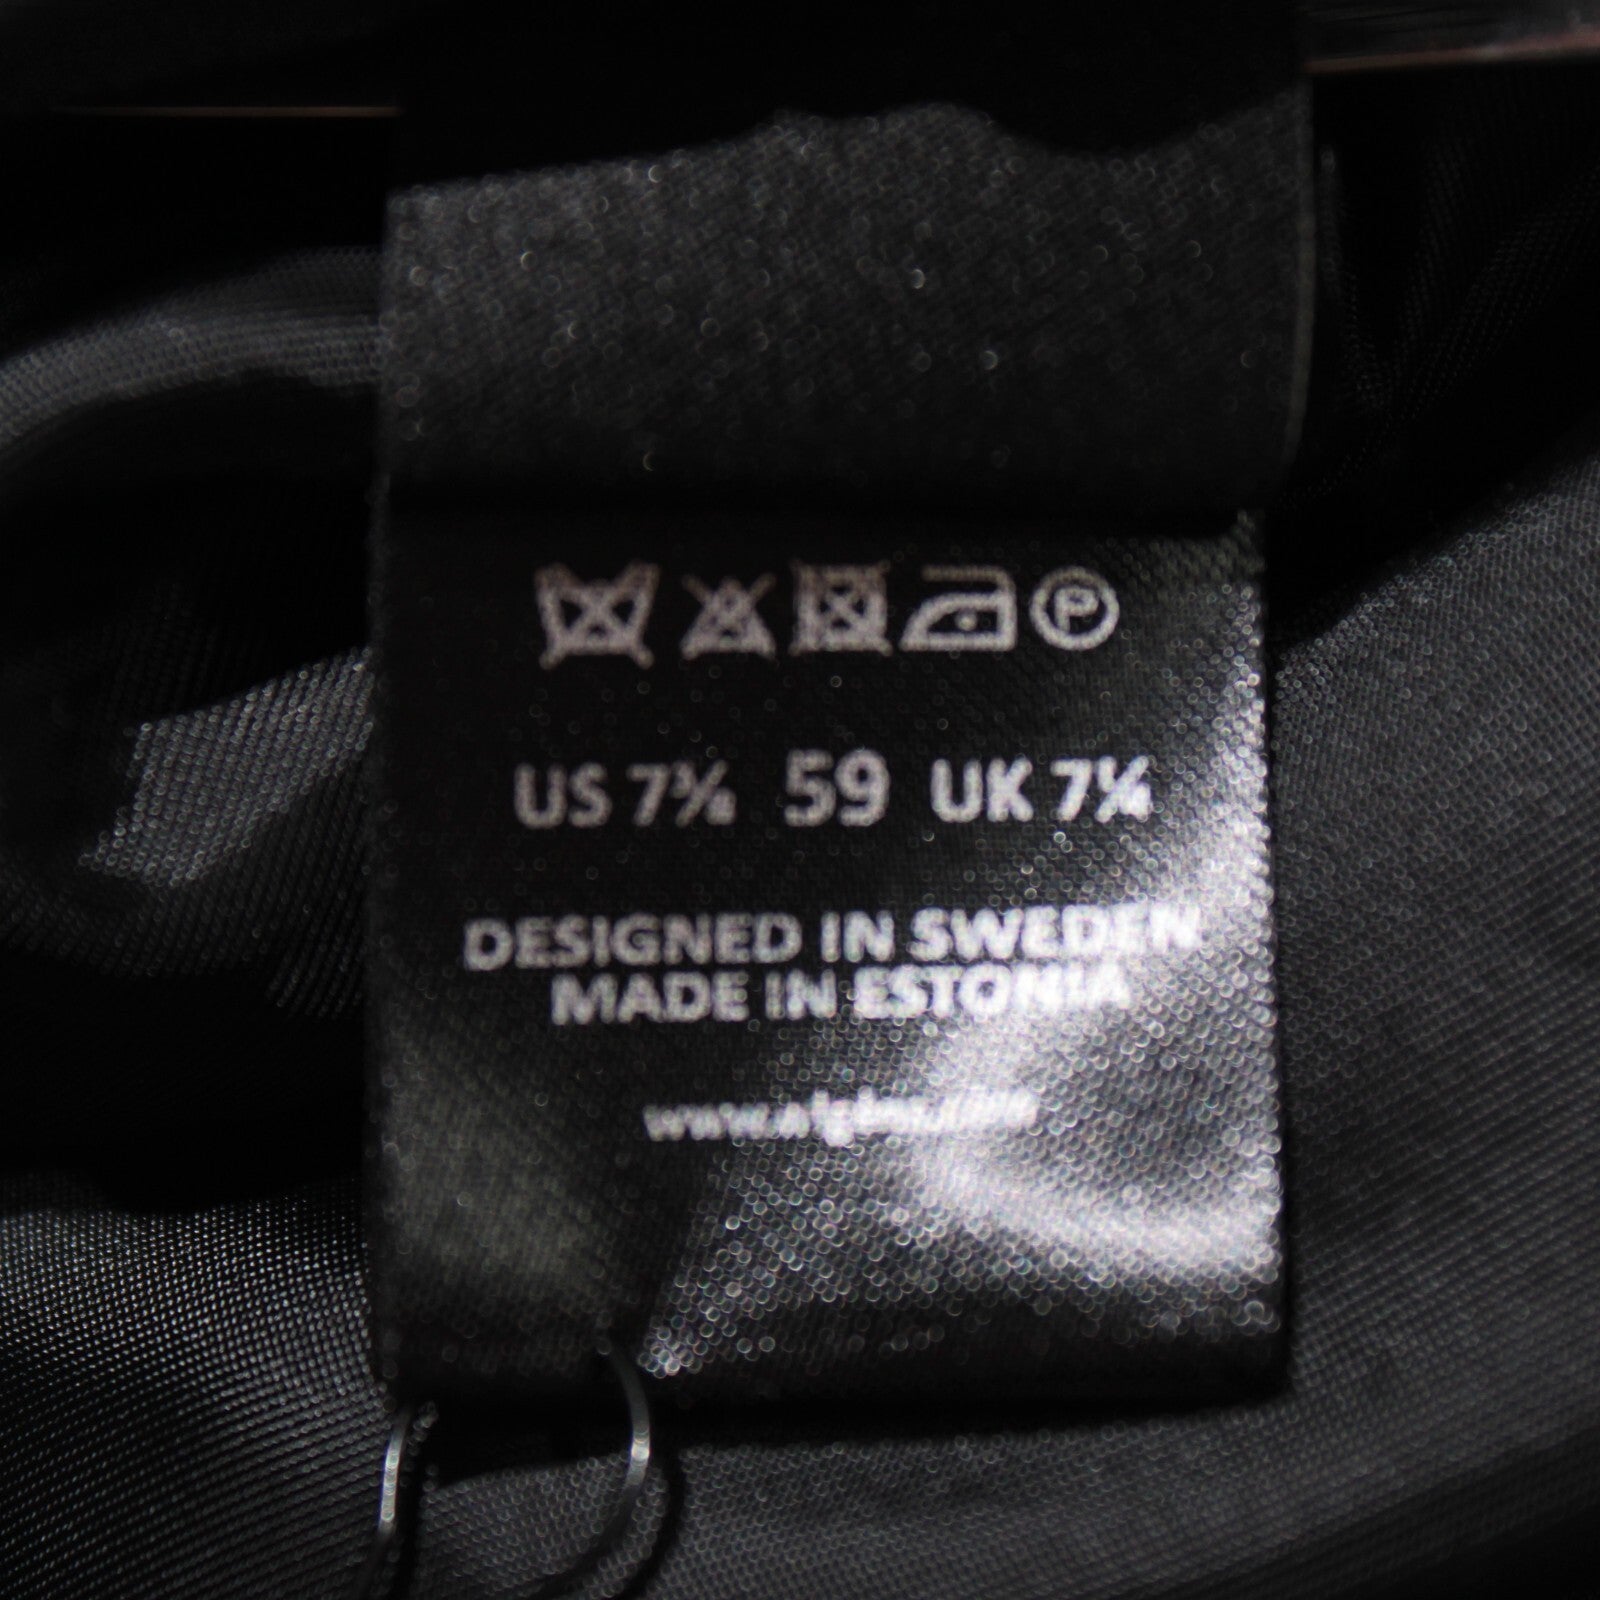 P
US 7⅜ 59 UK 7¼
DESIGNED IN SWEDEN
MADE IN ESTONIA